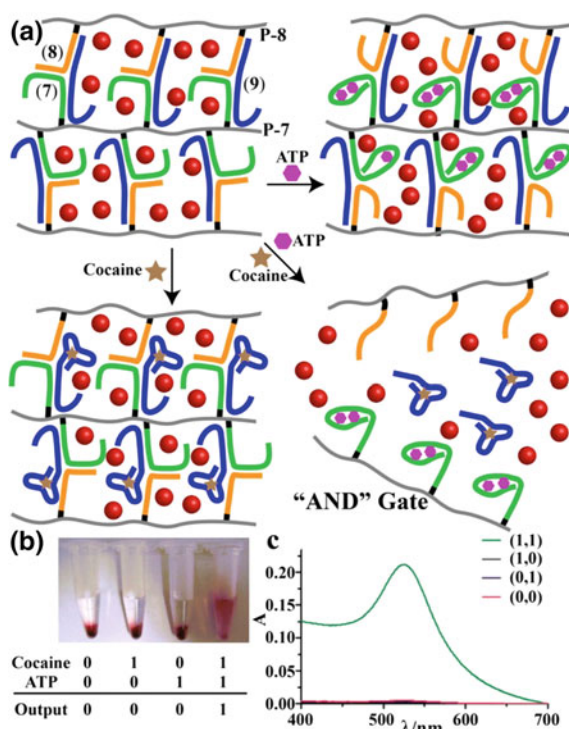 (a)
P-8
(8)
(7)
(9)
P-7
ATP
ATP
Cocaine
Cocaine
"AND" Gate
(b)
Cocaine 0 1 0 1
ATP 0 0 1 1
Output 0 0 0 1
c
(1,1)
(1,0)
(0,1)
(0,0)
A
0.20
0.15
0.10
0.05
0.00
400 500 600 700
λ/nm